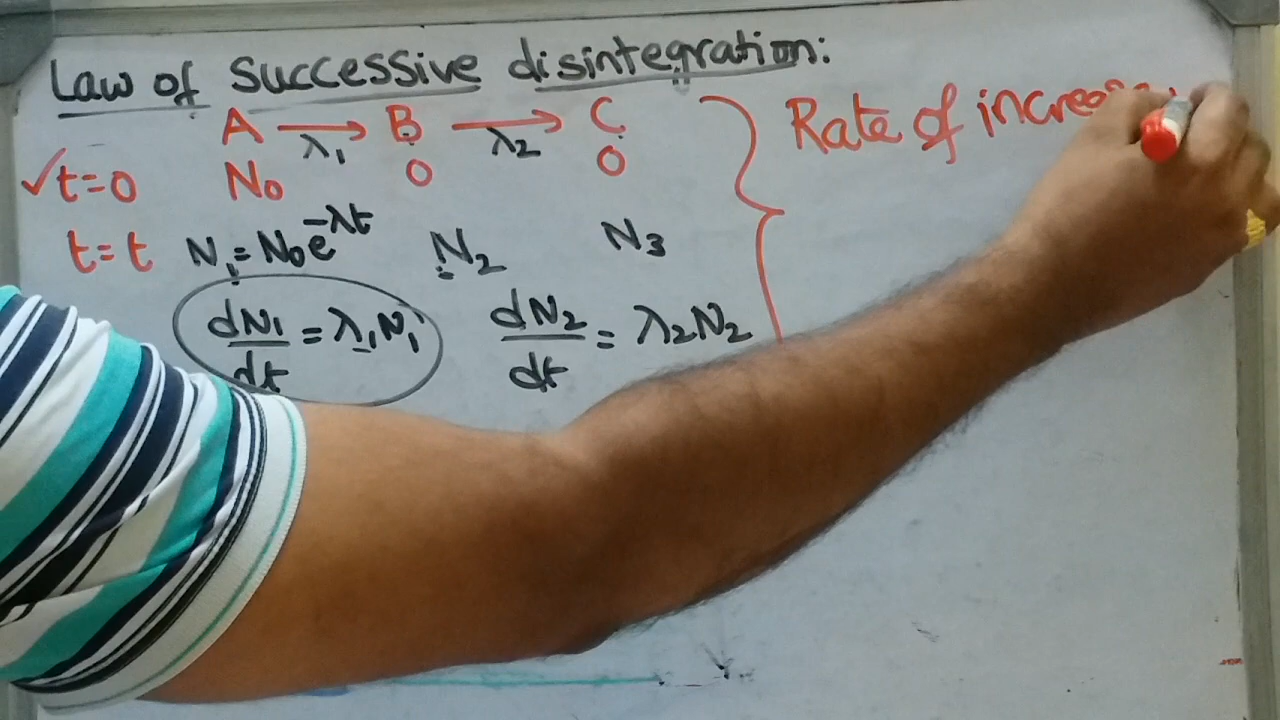 Law of successive disintegration:
A →λ₁ B →λ₂ C
✓t=0 N₀ 0 0
t=t N₁=N₀e^-λt N₂ N₃
dN₁/dt = λ₁N₁ dN₂/dt = λ₂N₂
Rate of